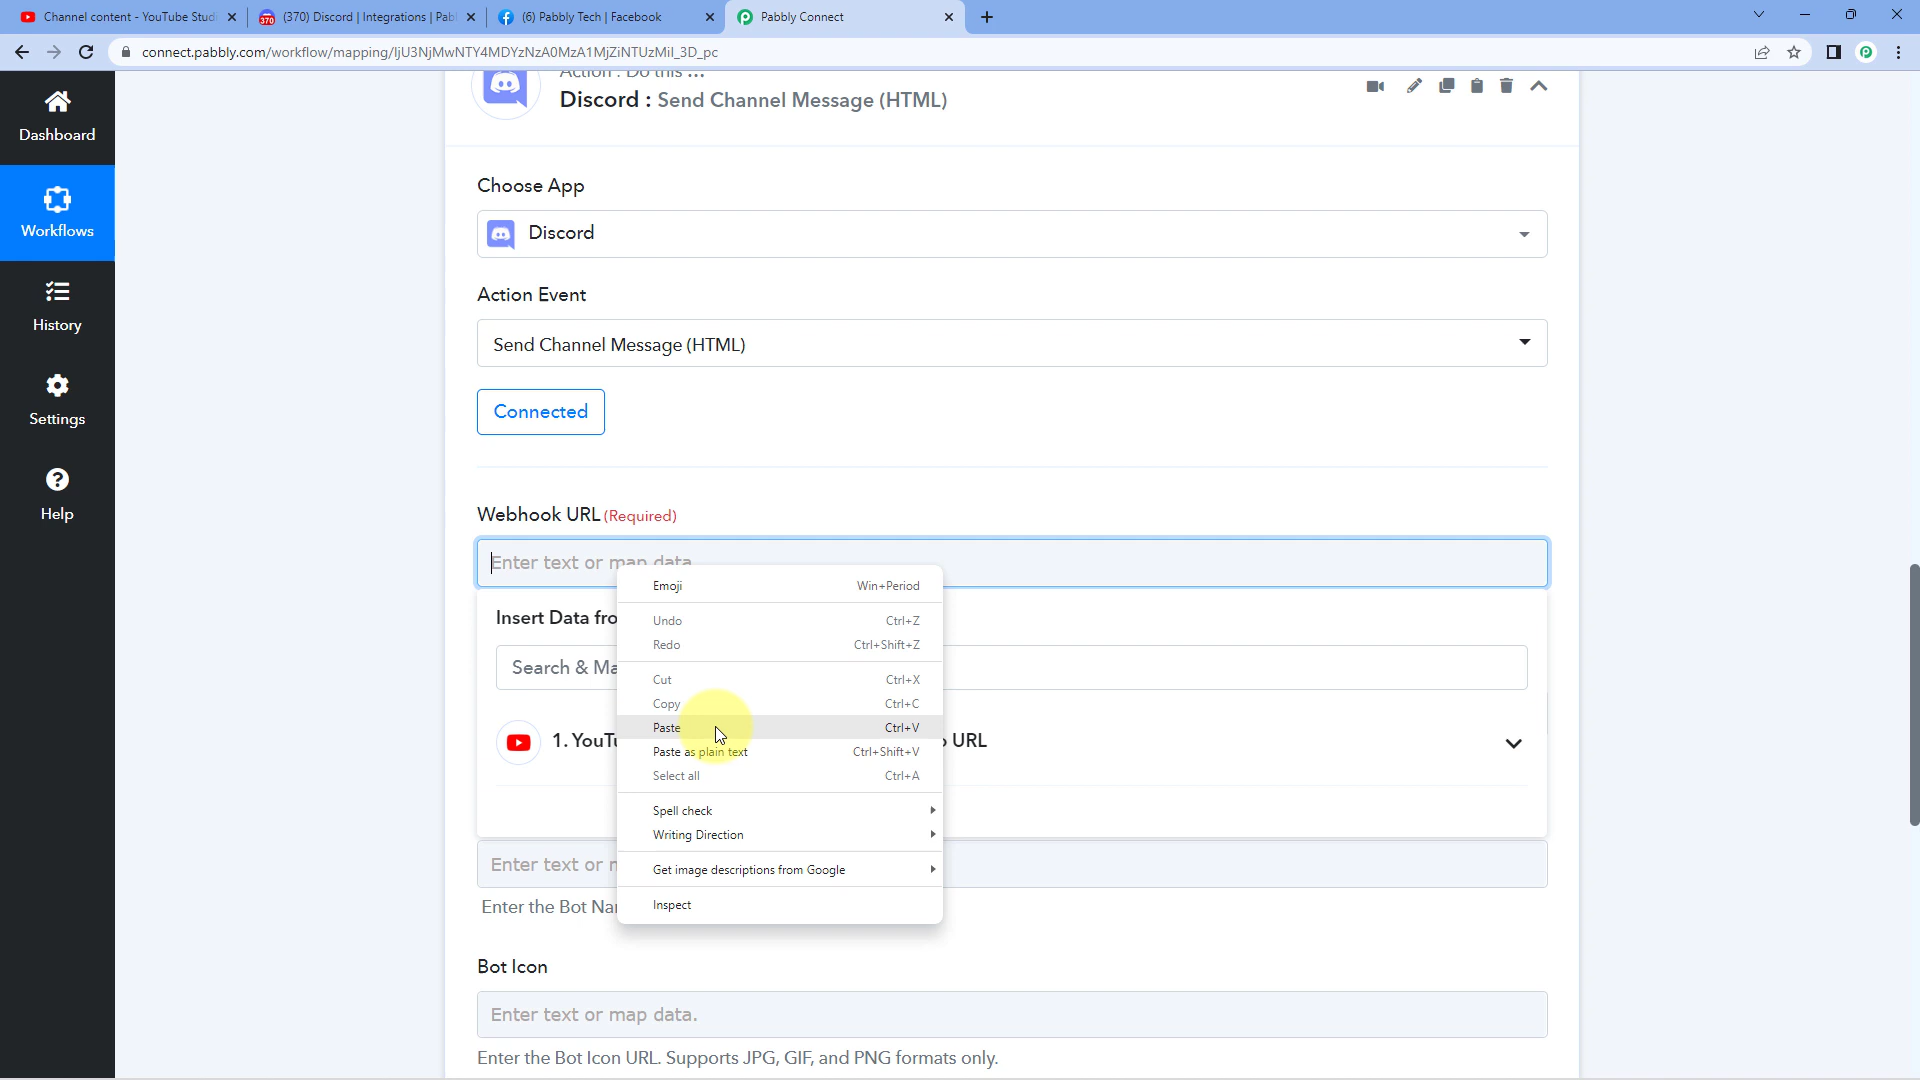 Channel content - YouTube Studi
(370) Discord | Integrations | Pabl
(6) Pabbly Tech | Facebook
Pabbly Connect
connect.pabbly.com/workflow/mapping/
Dashboard
Workflows
History
Settings
Help
Action : Do this ...
Discord : Send Channel Message (HTML)
Choose App
Discord
Action Event
Send Channel Message (HTML)
Connected
Webhook URL (Required)
Enter text or map data.
Insert Data fro
Search & Ma
1. YouTu
URL
Emoji Win+Period
Undo Ctrl+Z
Redo Ctrl+Shift+Z
Cut Ctrl+X
Copy Ctrl+C
Paste Ctrl+V
Paste as plain text Ctrl+Shift+V
Select all Ctrl+A
Spell check
Writing Direction
Get image descriptions from Google
Inspect
Enter text or m
Enter the Bot Na
Bot Icon
Enter text or map data.
Enter the Bot Icon URL. Supports JPG, GIF, and PNG formats only.